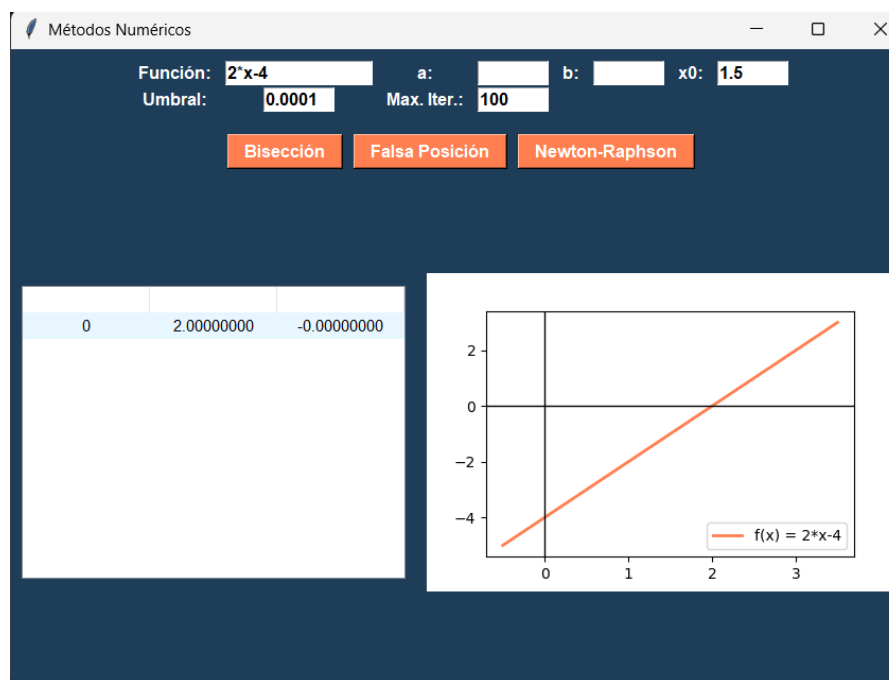 Métodos Numéricos
Función: 2*x-4 a: b: x0: 1.5
Umbral: 0.0001 Max. Iter.: 100
Bisección Falsa Posición Newton-Raphson
0 2.00000000 -0.00000000
2
0
−2
−4
f(x) = 2*x-4
0 1 2 3